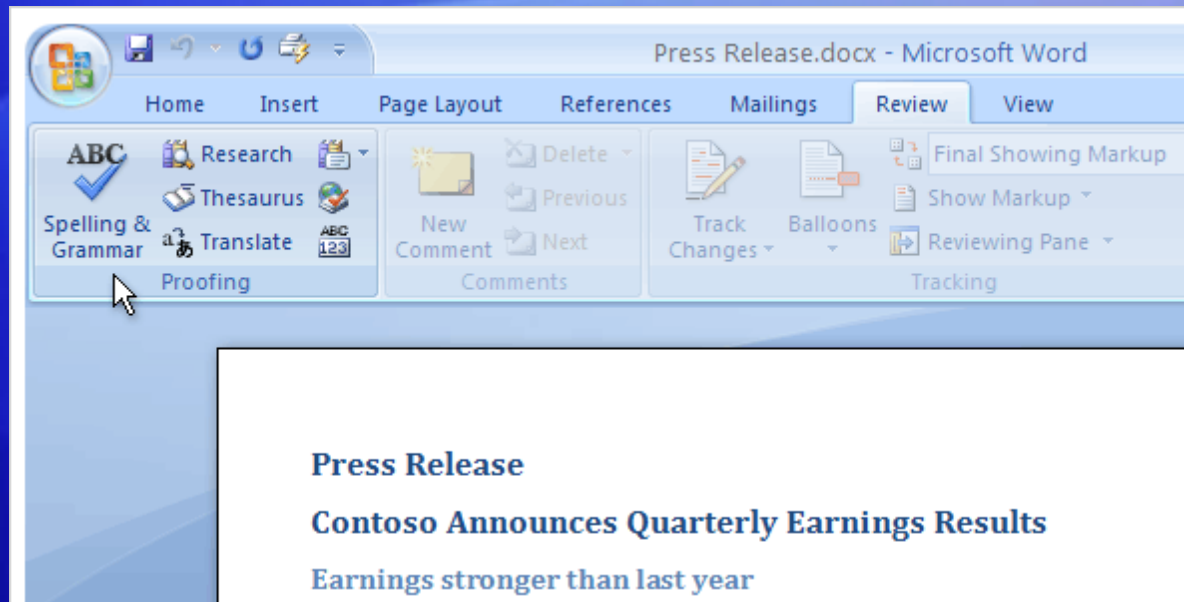 Press Release.docx - Microsoft Word
Home Insert Page Layout References Mailings Review View
ABC
Spelling &
Grammar
Research
Thesaurus
Translate
ABC
123
Proofing
New
Comment
Delete
Previous
Next
Comments
Track
Changes
Balloons
Final Showing Markup
Show Markup
Reviewing Pane
Tracking
Press Release
Contoso Announces Quarterly Earnings Results
Earnings stronger than last year